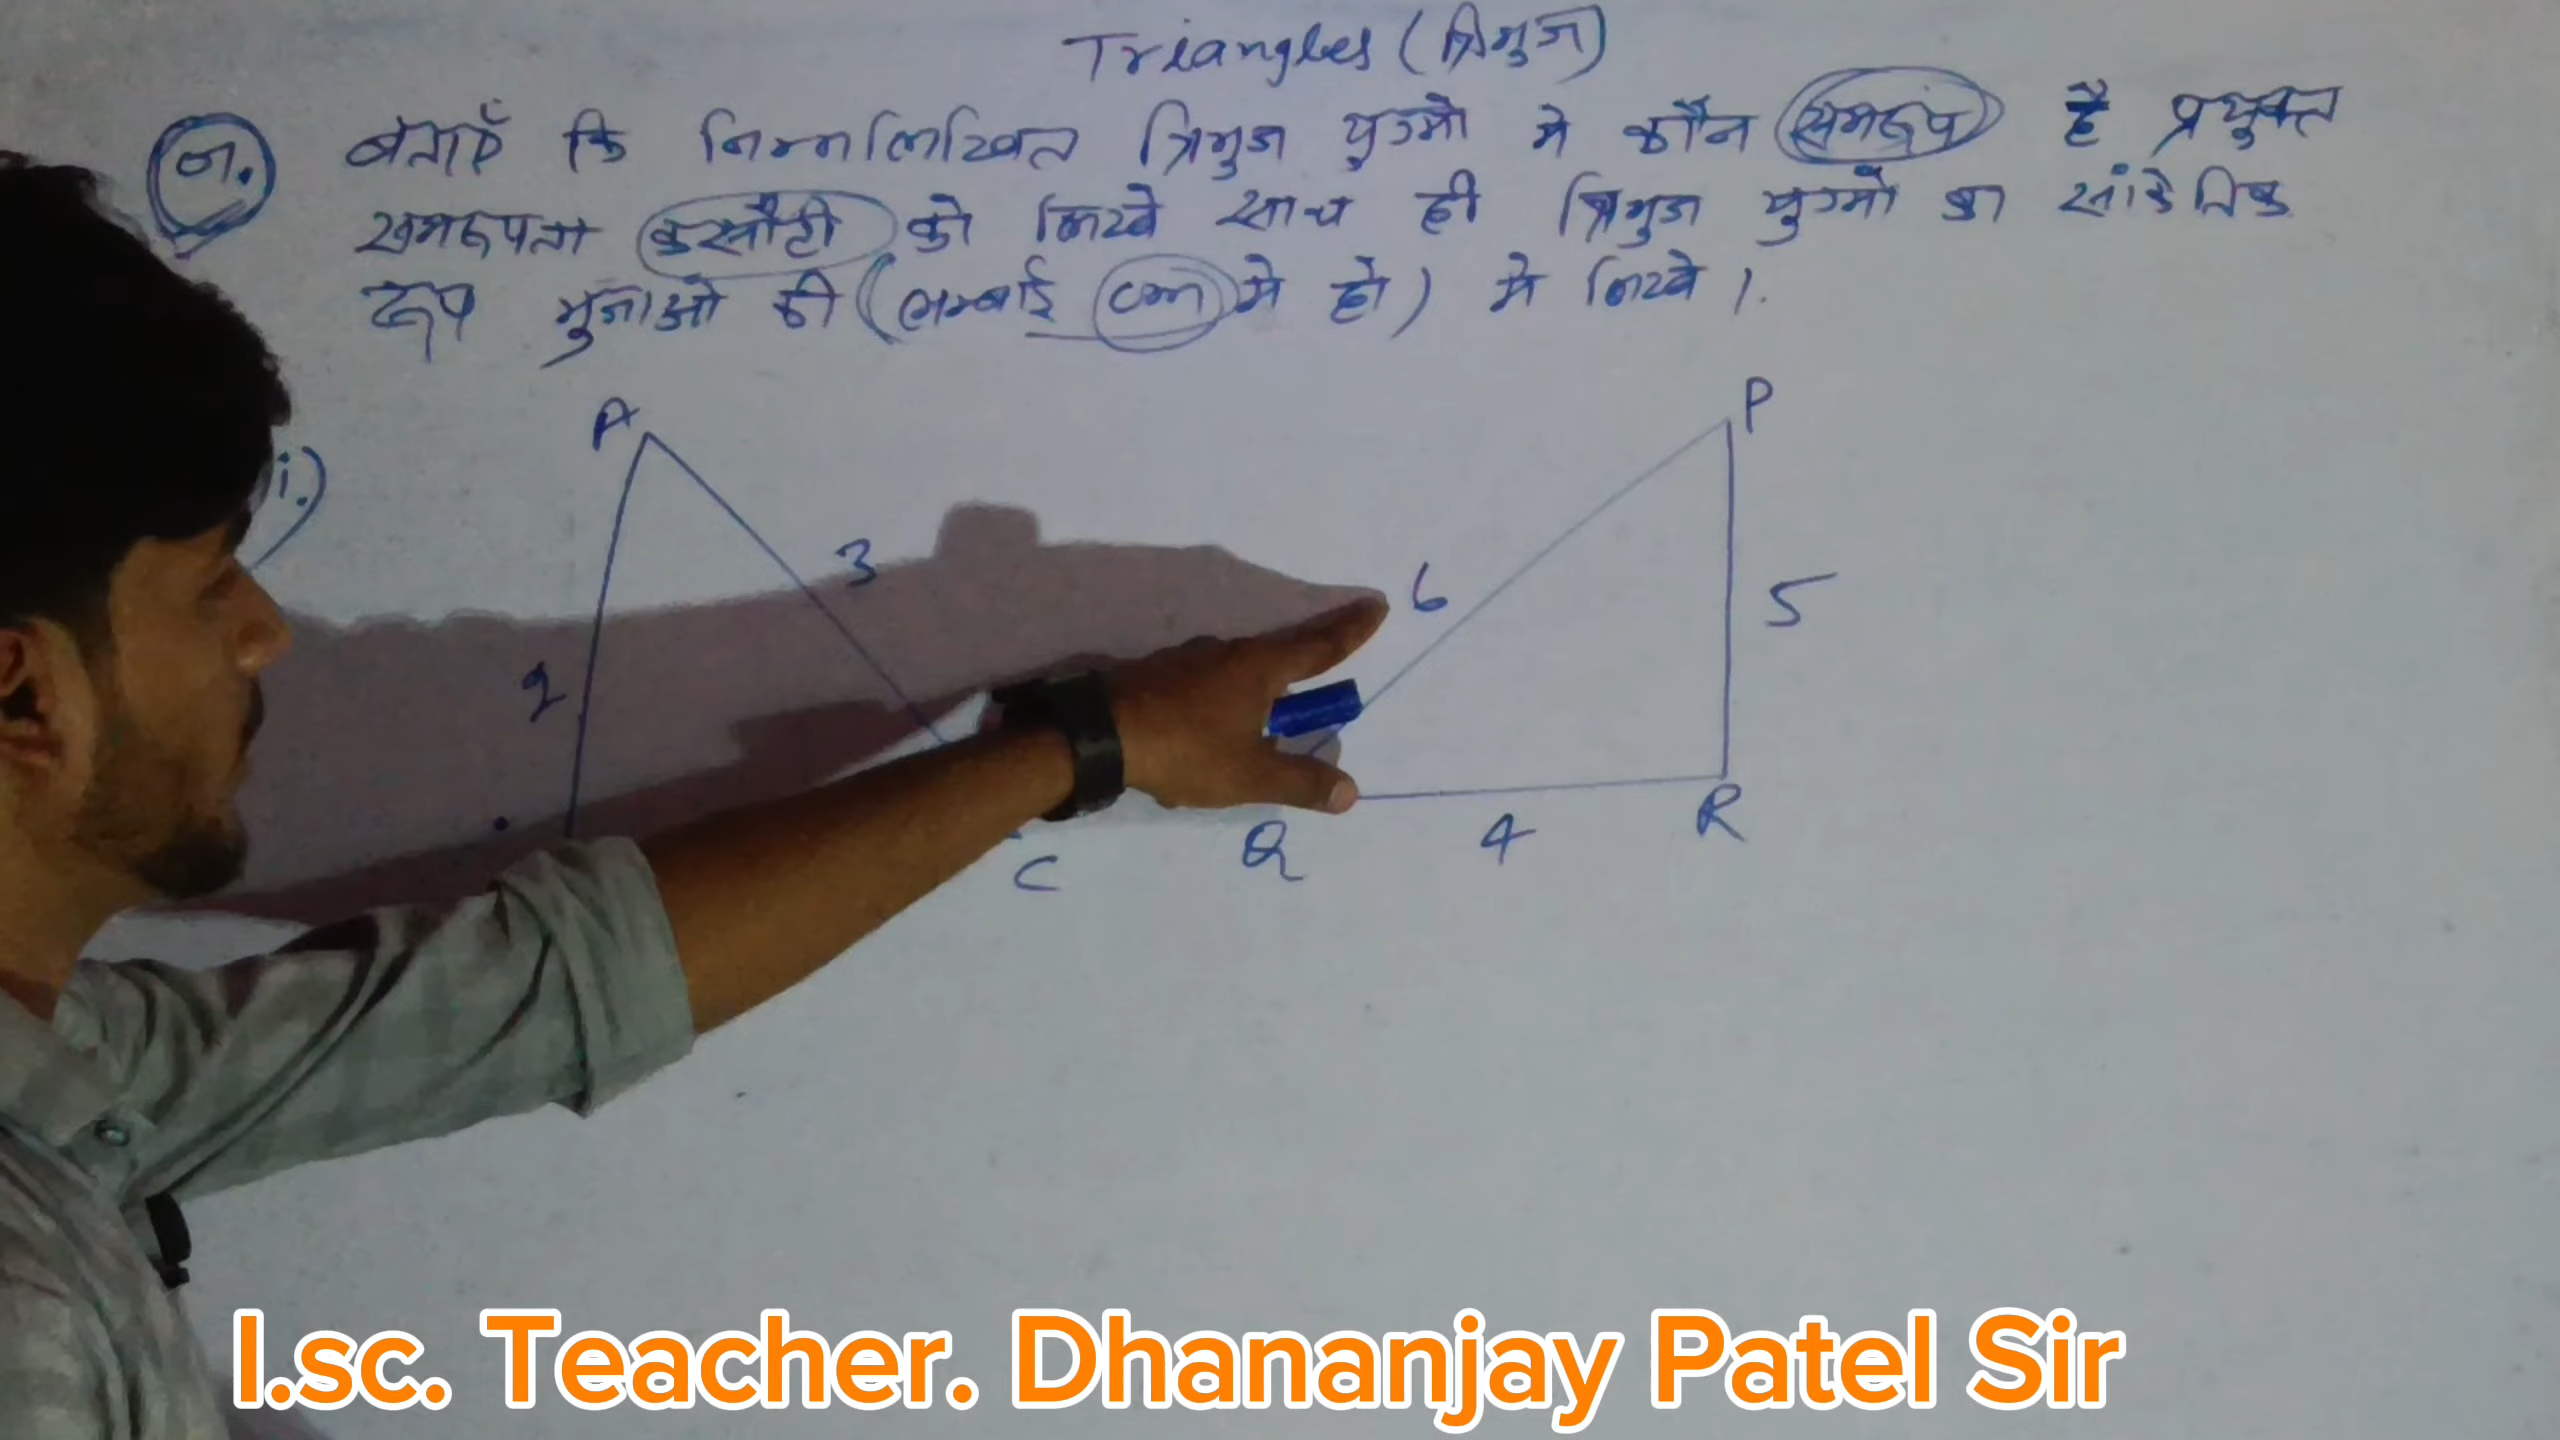 Triangles (त्रिभुज)
न. बताएँ कि निम्नलिखित त्रिभुज युग्मो मे कौन समरूप है प्रयुक्त
समरूपता कसौटी को लिखे साथ ही त्रिभुज युग्मों का सांकेतिक
रूप भुजाओ की (लम्बाई cm मे हो) मे लिखे ।.
i.)
A
P
3
6
5
2
C
Q
4
R
I.sc. Teacher. Dhananjay Patel Sir